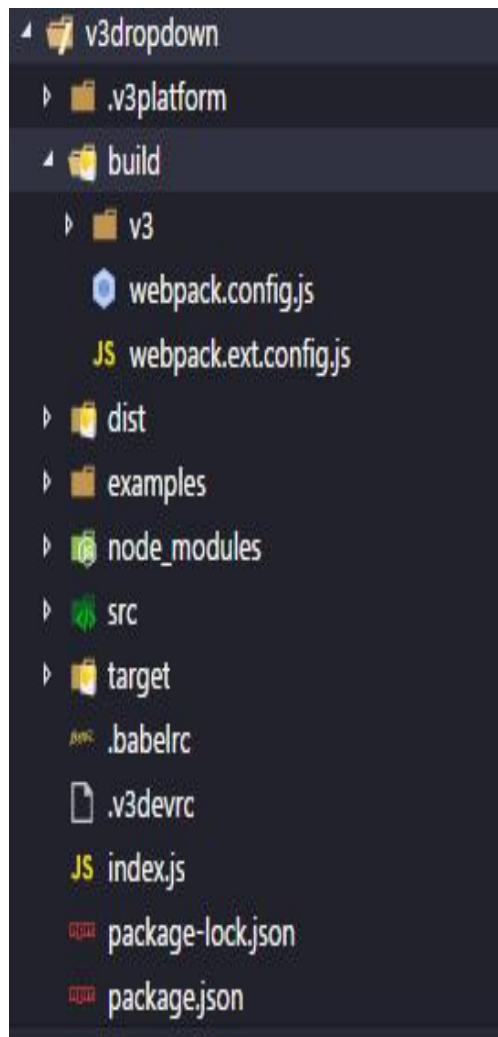 v3dropdown
.v3platform
build
v3
webpack.config.js
JS webpack.ext.config.js
dist
examples
node_modules
src
target
.babelrc
.v3devrc
JS index.js
package-lock.json
package.json